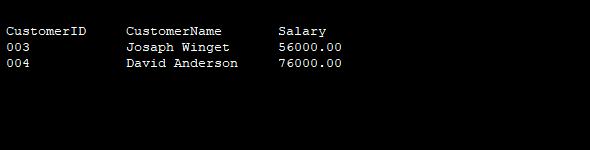 CustomerID CustomerName Salary
003 Josaph Winget 56000.00
004 David Anderson 76000.00